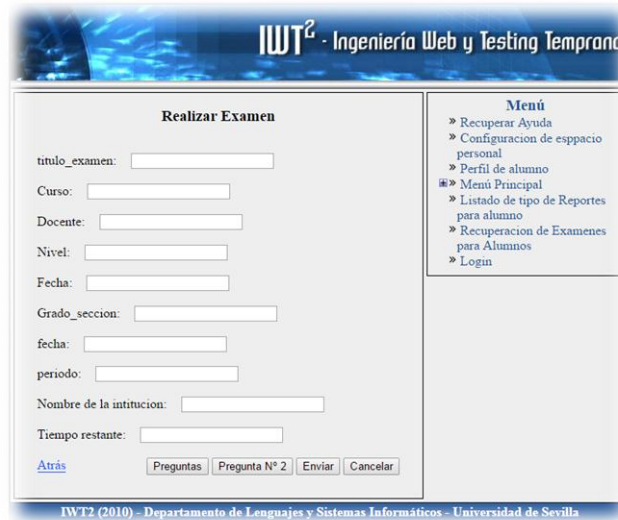 IWT² - Ingeniería Web y Testing Temprano
Realizar Examen
titulo_examen:
Curso:
Docente:
Nivel:
Fecha:
Grado_seccion:
fecha:
periodo:
Nombre de la intitucion:
Tiempo restante:
Atrás Preguntas Pregunta Nº 2 Enviar Cancelar
Menú
» Recuperar Ayuda
» Configuracion de esppacio
personal
» Perfil de alumno
» Menú Principal
» Listado de tipo de Reportes
para alumno
» Recuperacion de Examenes
para Alumnos
» Login
IWT2 (2010) - Departamento de Lenguajes y Sistemas Informáticos - Universidad de Sevilla